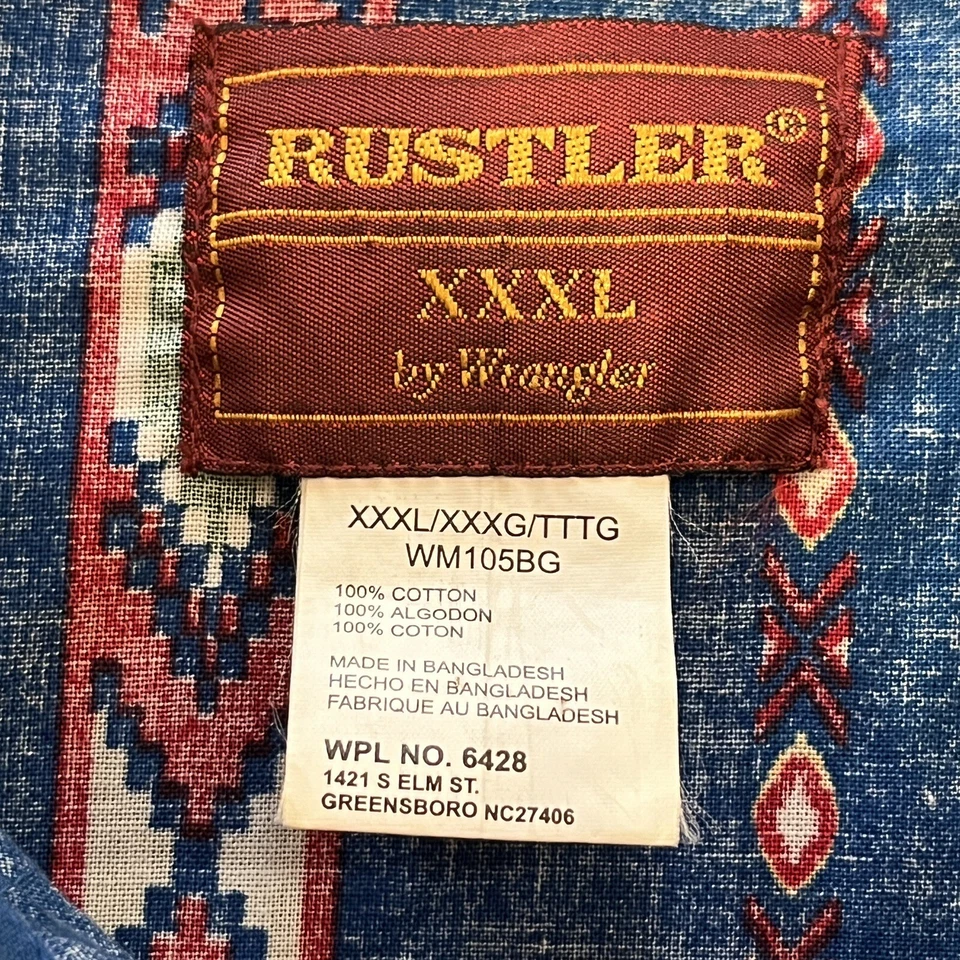 RUSTLER®
XXXL
by Wrangler
XXXL/XXXG/TTTG
WM105BG
100% COTTON
100% ALGODON
100% COTON
MADE IN BANGLADESH
HECHO EN BANGLADESH
FABRIQUE AU BANGLADESH
WPL NO. 6428
1421 S ELM ST.
GREENSBORO NC27406